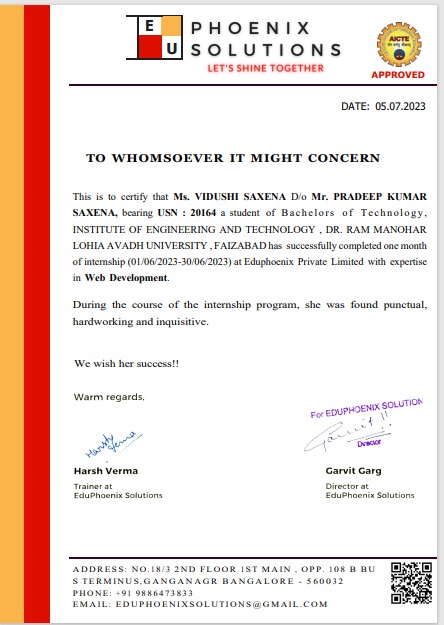 E
U
PHOENIX
SOLUTIONS
LET'S SHINE TOGETHER
AICTE
APPROVED
DATE: 05.07.2023
TO WHOMSOEVER IT MIGHT CONCERN
This is to certify that Ms. VIDUSHI SAXENA D/o Mr. PRADEEP KUMAR
SAXENA, bearing USN : 20164 a student of Bachelors of Technology,
INSTITUTE OF ENGINEERING AND TECHNOLOGY , DR. RAM MANOHAR
LOHIA AVADH UNIVERSITY , FAIZABAD has successfully completed one month
of internship (01/06/2023-30/06/2023) at Eduphoenix Private Limited with expertise
in Web Development.
During the course of the internship program, she was found punctual,
hardworking and inquisitive.
We wish her success!!
Warm regards,
Harsh
Verma
For EDUPHOENIX SOLUTION
Director
Harsh Verma
Trainer at
EduPhoenix Solutions
Garvit Garg
Director at
EduPhoenix Solutions
ADDRESS: NO.18/3 2ND FLOOR 1ST MAIN , OPP. 108 B BU
S TERMINUS,GANGANAGR BANGALORE - 560032
PHONE: +91 9886473833
EMAIL: EDUPHOENIXSOLUTIONS@GMAIL.COM